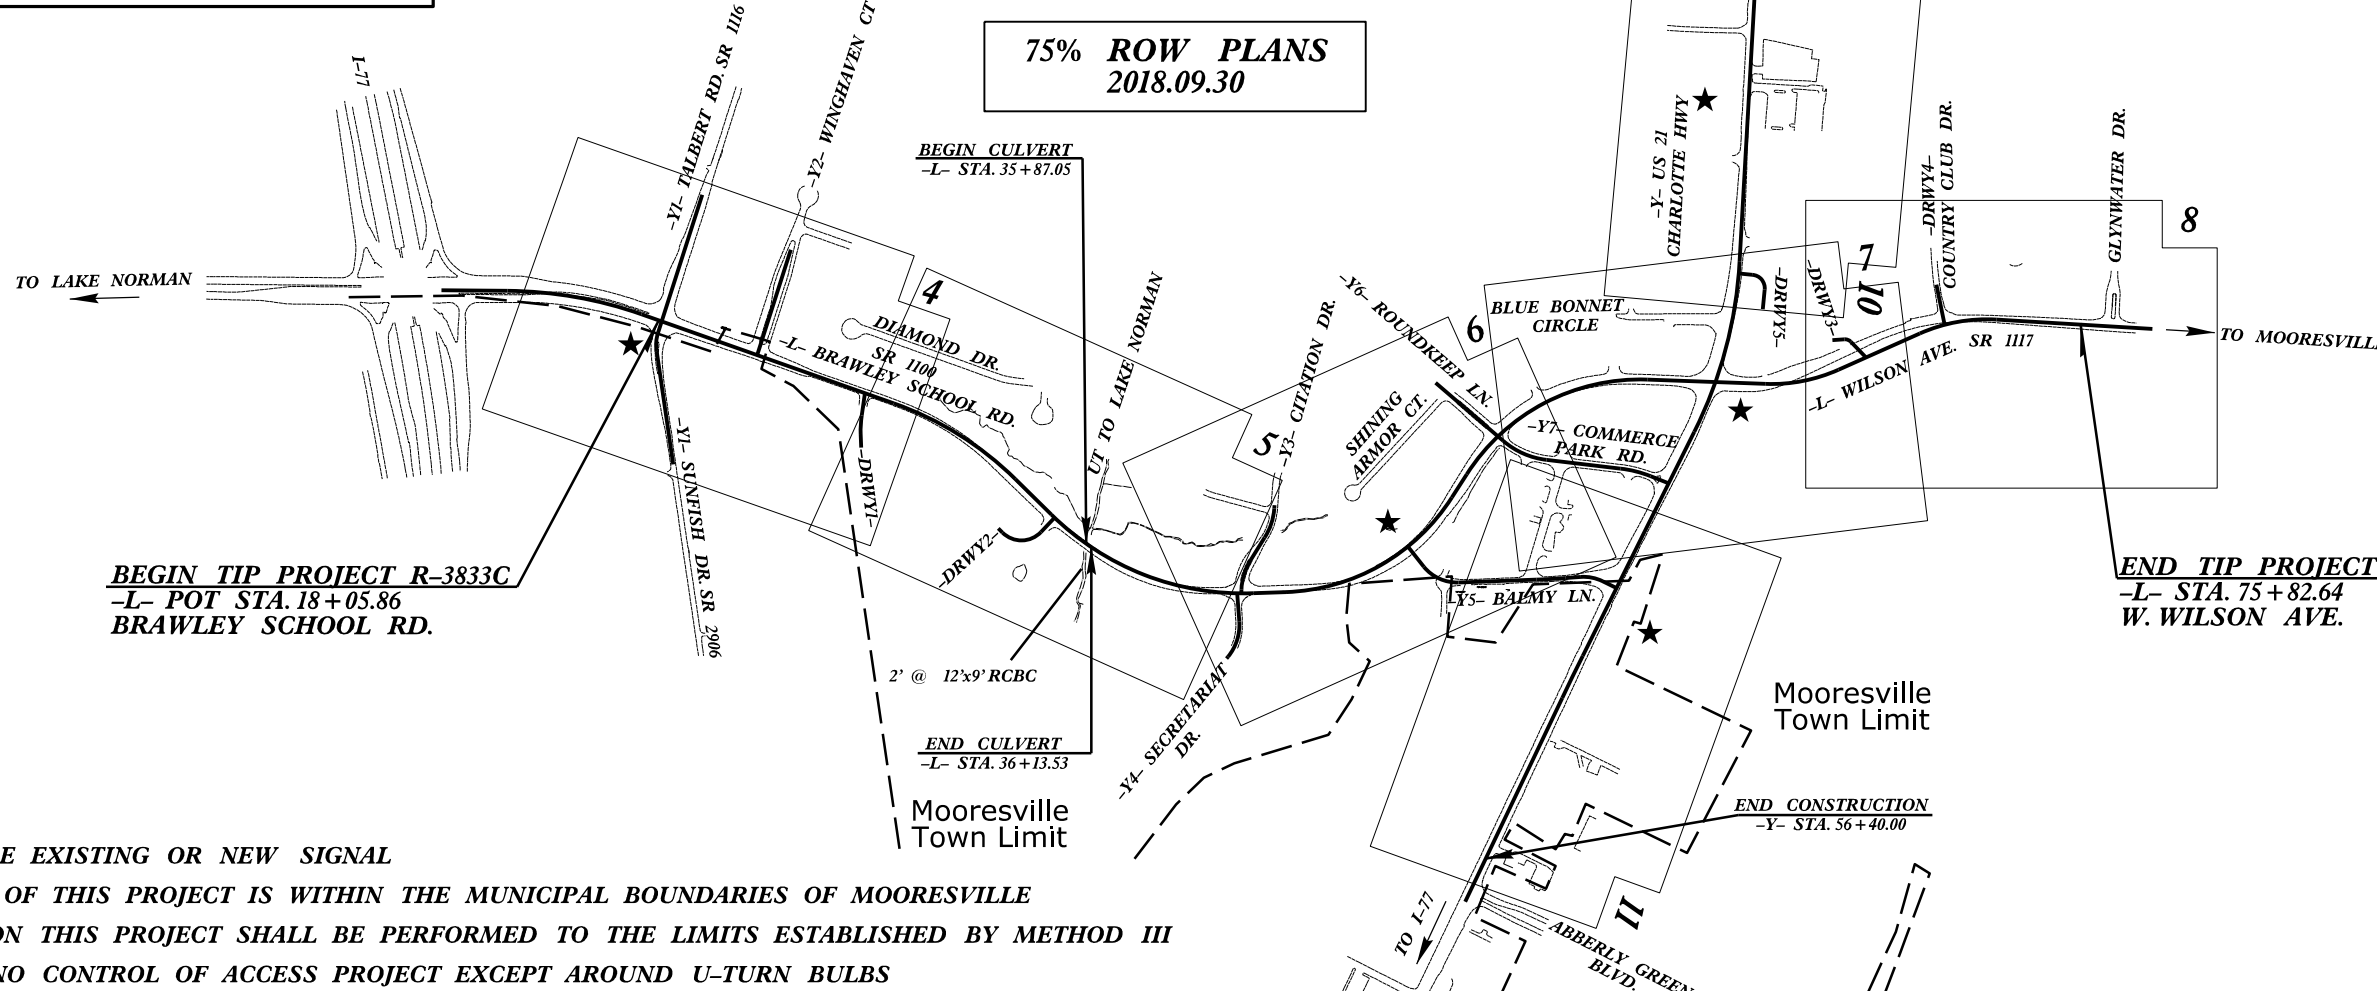 75% ROW PLANS
2018.09.30
I-77
-Y1- TALBERT RD. SR 1116
-Y2- WINGHAVEN CT
BEGIN CULVERT
-L- STA. 35+87.05
-Y- US 21
CHARLOTTE HWY
-DRWY4-
COUNTRY CLUB DR.
GLYNWATER DR.
8
7
10
TO LAKE NORMAN
4
DIAMOND DR.
SR 1100
-L- BRAWLEY SCHOOL RD.
UT TO LAKE NORMAN
-Y3- CITATION DR.
5
-Y6- ROUNDKEEP LN.
6
BLUE BONNET
CIRCLE
-DRWY5-
-DRWY3-
-L- WILSON AVE. SR 1117
TO MOORESVILL
SHINING
ARMOR CT.
-Y7- COMMERCE
PARK RD.
-Y1- SUNFISH DR. SR 2906
-DRWY1-
-DRWY2-
BEGIN TIP PROJECT R-3833C
-L- POT STA. 18+05.86
BRAWLEY SCHOOL RD.
END TIP PROJECT
-L- STA. 75+82.64
W. WILSON AVE.
Y5- BALMY LN.
2' @ 12'x9' RCBC
-Y4- SECRETARIAT
DR.
END CULVERT
-L- STA. 36+13.53
Mooresville
Town Limit
Mooresville
Town Limit
END CONSTRUCTION
-Y- STA. 56+40.00
11
TO I-77
ABBERLY GREEN
BLVD.
E EXISTING OR NEW SIGNAL
OF THIS PROJECT IS WITHIN THE MUNICIPAL BOUNDARIES OF MOORESVILLE
ON THIS PROJECT SHALL BE PERFORMED TO THE LIMITS ESTABLISHED BY METHOD III
NO CONTROL OF ACCESS PROJECT EXCEPT AROUND U-TURN BULBS